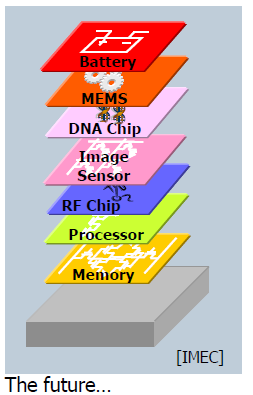 Battery
MEMS
DNA Chip
Image
Sensor
RF Chip
Processor
Memory
[IMEC]
The future...